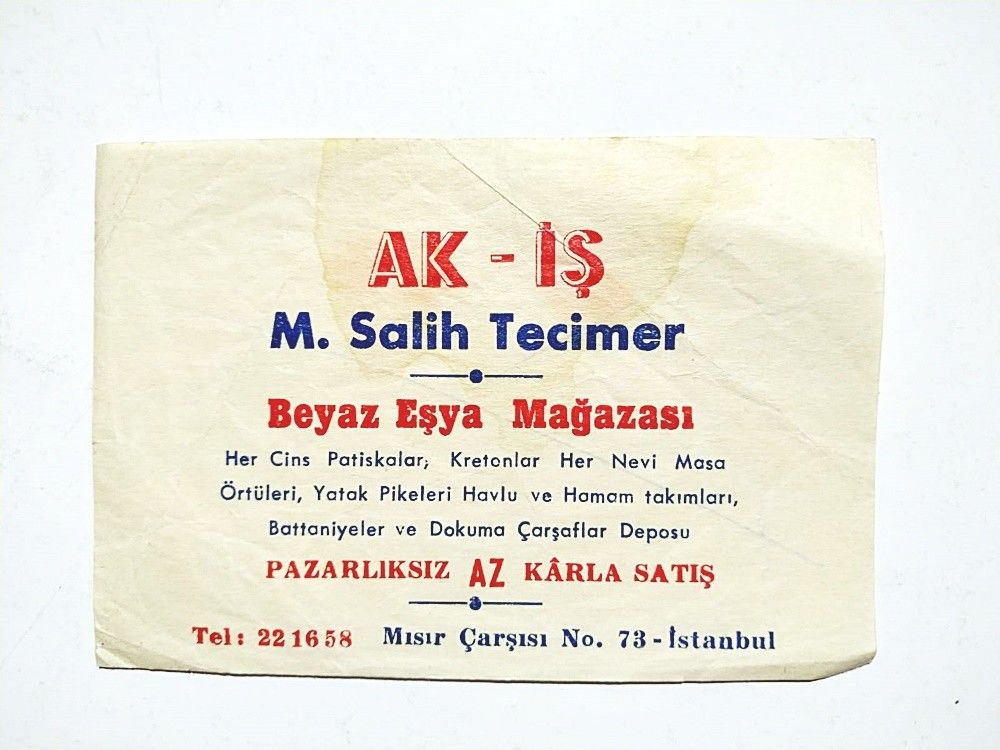 AK - İŞ
M. Salih Tecimer
Beyaz Eşya Mağazası
Her Cins Patiskalar; Kretonlar Her Nevi Masa
Örtüleri, Yatak Pikeleri Havlu ve Hamam takımları,
Battaniyeler ve Dokuma Çarşaflar Deposu
PAZARLIKSIZ AZ KÂRLA SATIŞ
Tel: 221658 Mısır Çarşısı No. 73 - İstanbul